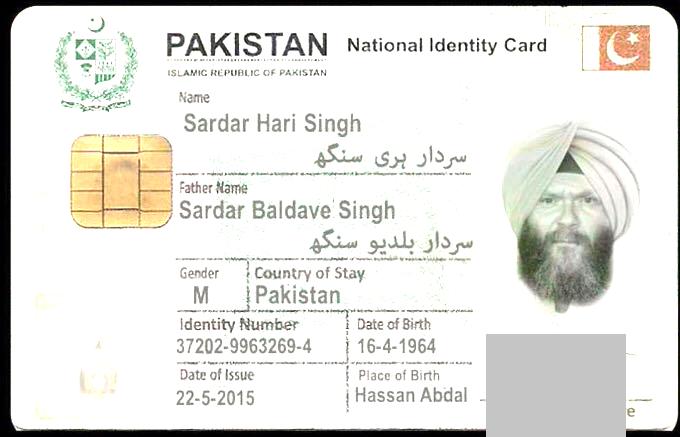 PAKISTAN National Identity Card
ISLAMIC REPUBLIC OF PAKISTAN
Name
Sardar Hari Singh
سردار ہری سنگھ
Father Name
Sardar Baldave Singh
سردار بلدیو سنگھ
Gender Country of Stay
M Pakistan
Identity Number Date of Birth
37202-9963269-4 16-4-1964
Date of Issue Place of Birth
22-5-2015 Hassan Abdal